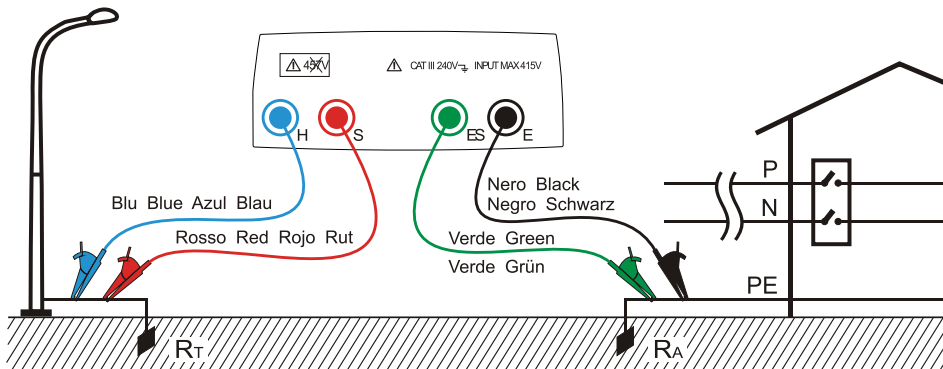 457V
CAT III 240V INPUT MAX 415V
H
S
ES
E
Blu Blue Azul Blau
Rosso Red Rojo Rut
Nero Black
Negro Schwarz
Verde Green
Verde Grün
P
N
PE
RT
RA